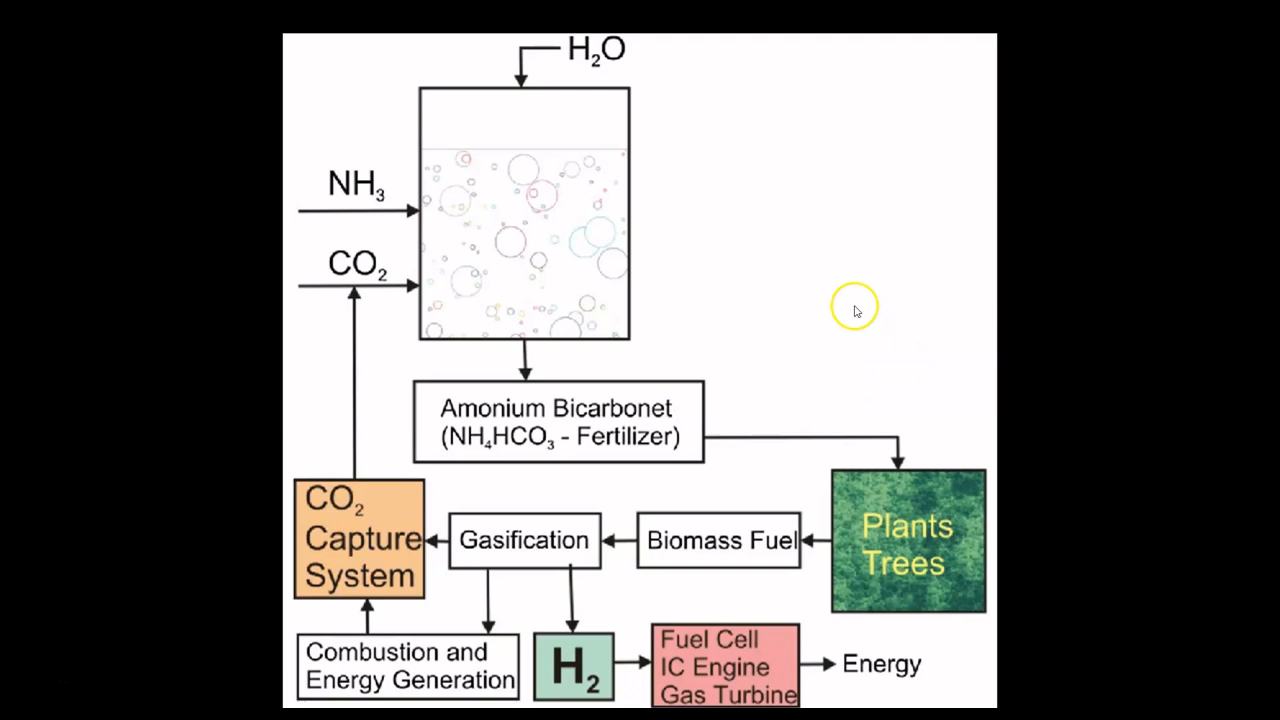 H₂O
NH₃
CO₂
Amonium Bicarbonet
(NH₄HCO₃ - Fertilizer)
CO₂
Capture
System
Gasification
Biomass Fuel
Plants
Trees
Combustion and
Energy Generation
H₂
Fuel Cell
IC Engine
Gas Turbine
Energy